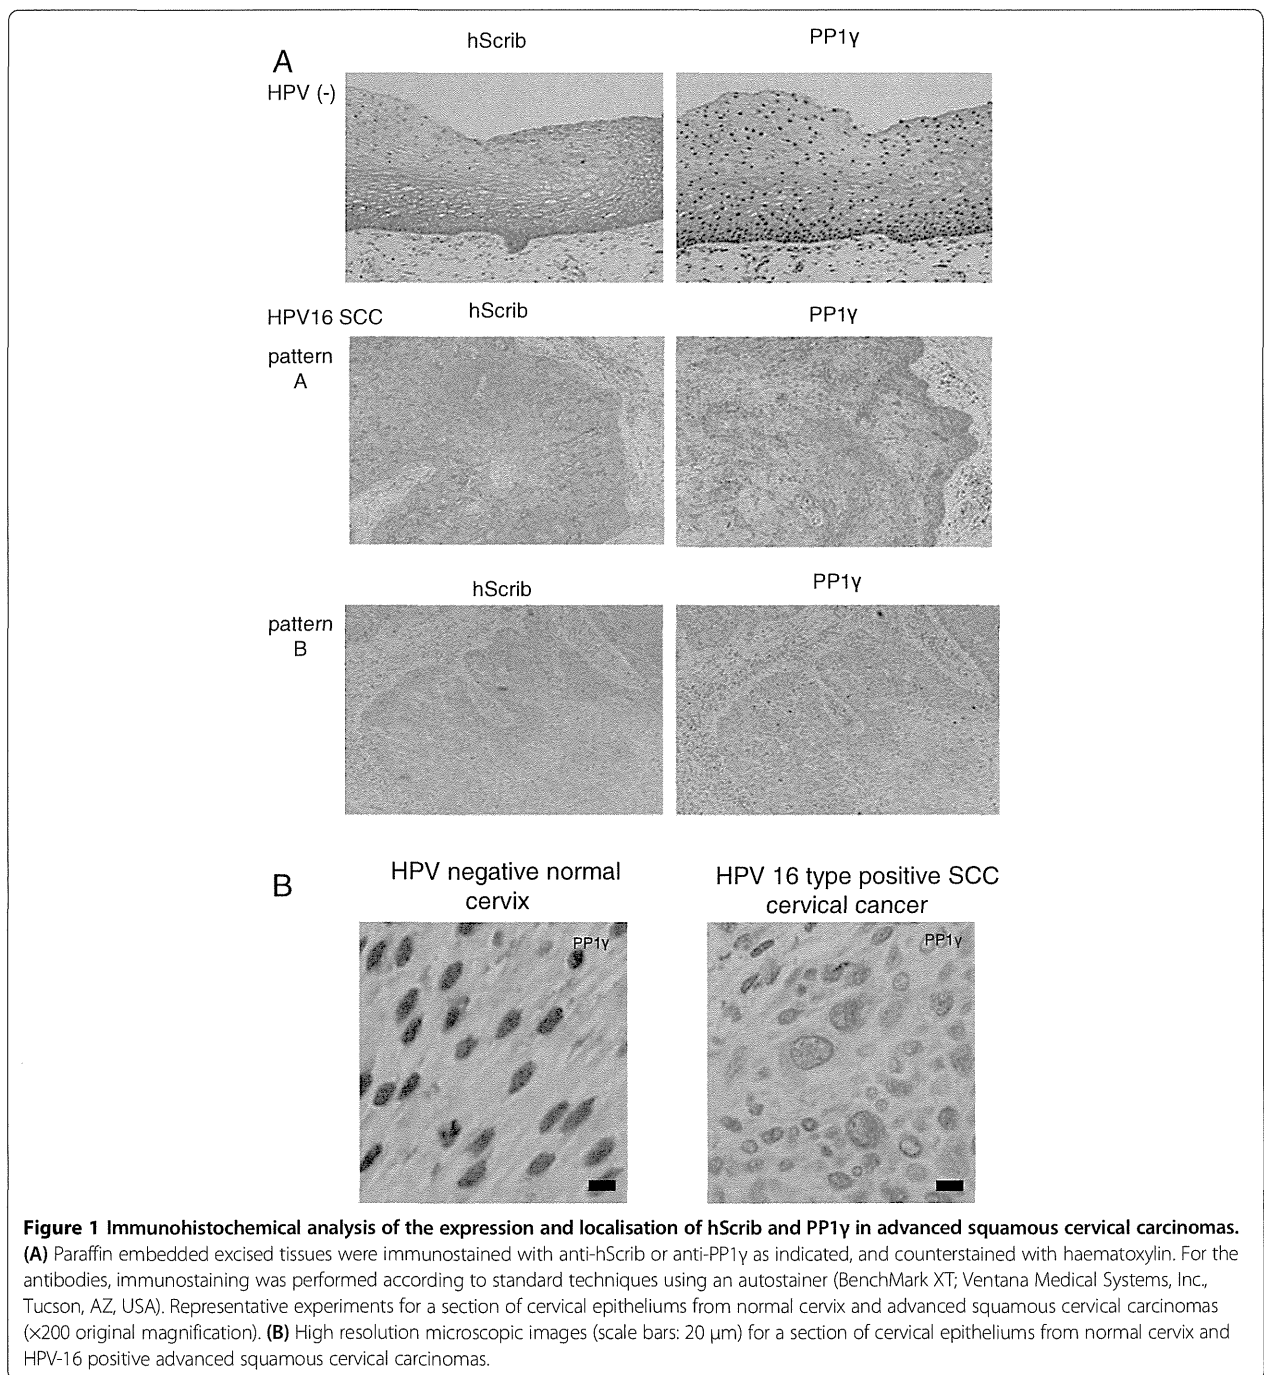 A
hScrib
PP1γ
HPV (-)
HPV16 SCC
hScrib
PP1γ
pattern
A
hScrib
PP1γ
pattern
B
B
HPV negative normal
cervix
HPV 16 type positive SCC
cervical cancer
PP1γ
PP1γ
Figure 1 Immunohistochemical analysis of the expression and localisation of hScrib and PP1γ in advanced squamous cervical carcinomas.
(A) Paraffin embedded excised tissues were immunostained with anti-hScrib or anti-PP1γ as indicated, and counterstained with haematoxylin. For the
antibodies, immunostaining was performed according to standard techniques using an autostainer (BenchMark XT; Ventana Medical Systems, Inc.,
Tucson, AZ, USA). Representative experiments for a section of cervical epitheliums from normal cervix and advanced squamous cervical carcinomas
(×200 original magnification). (B) High resolution microscopic images (scale bars: 20 μm) for a section of cervical epitheliums from normal cervix and
HPV-16 positive advanced squamous cervical carcinomas.